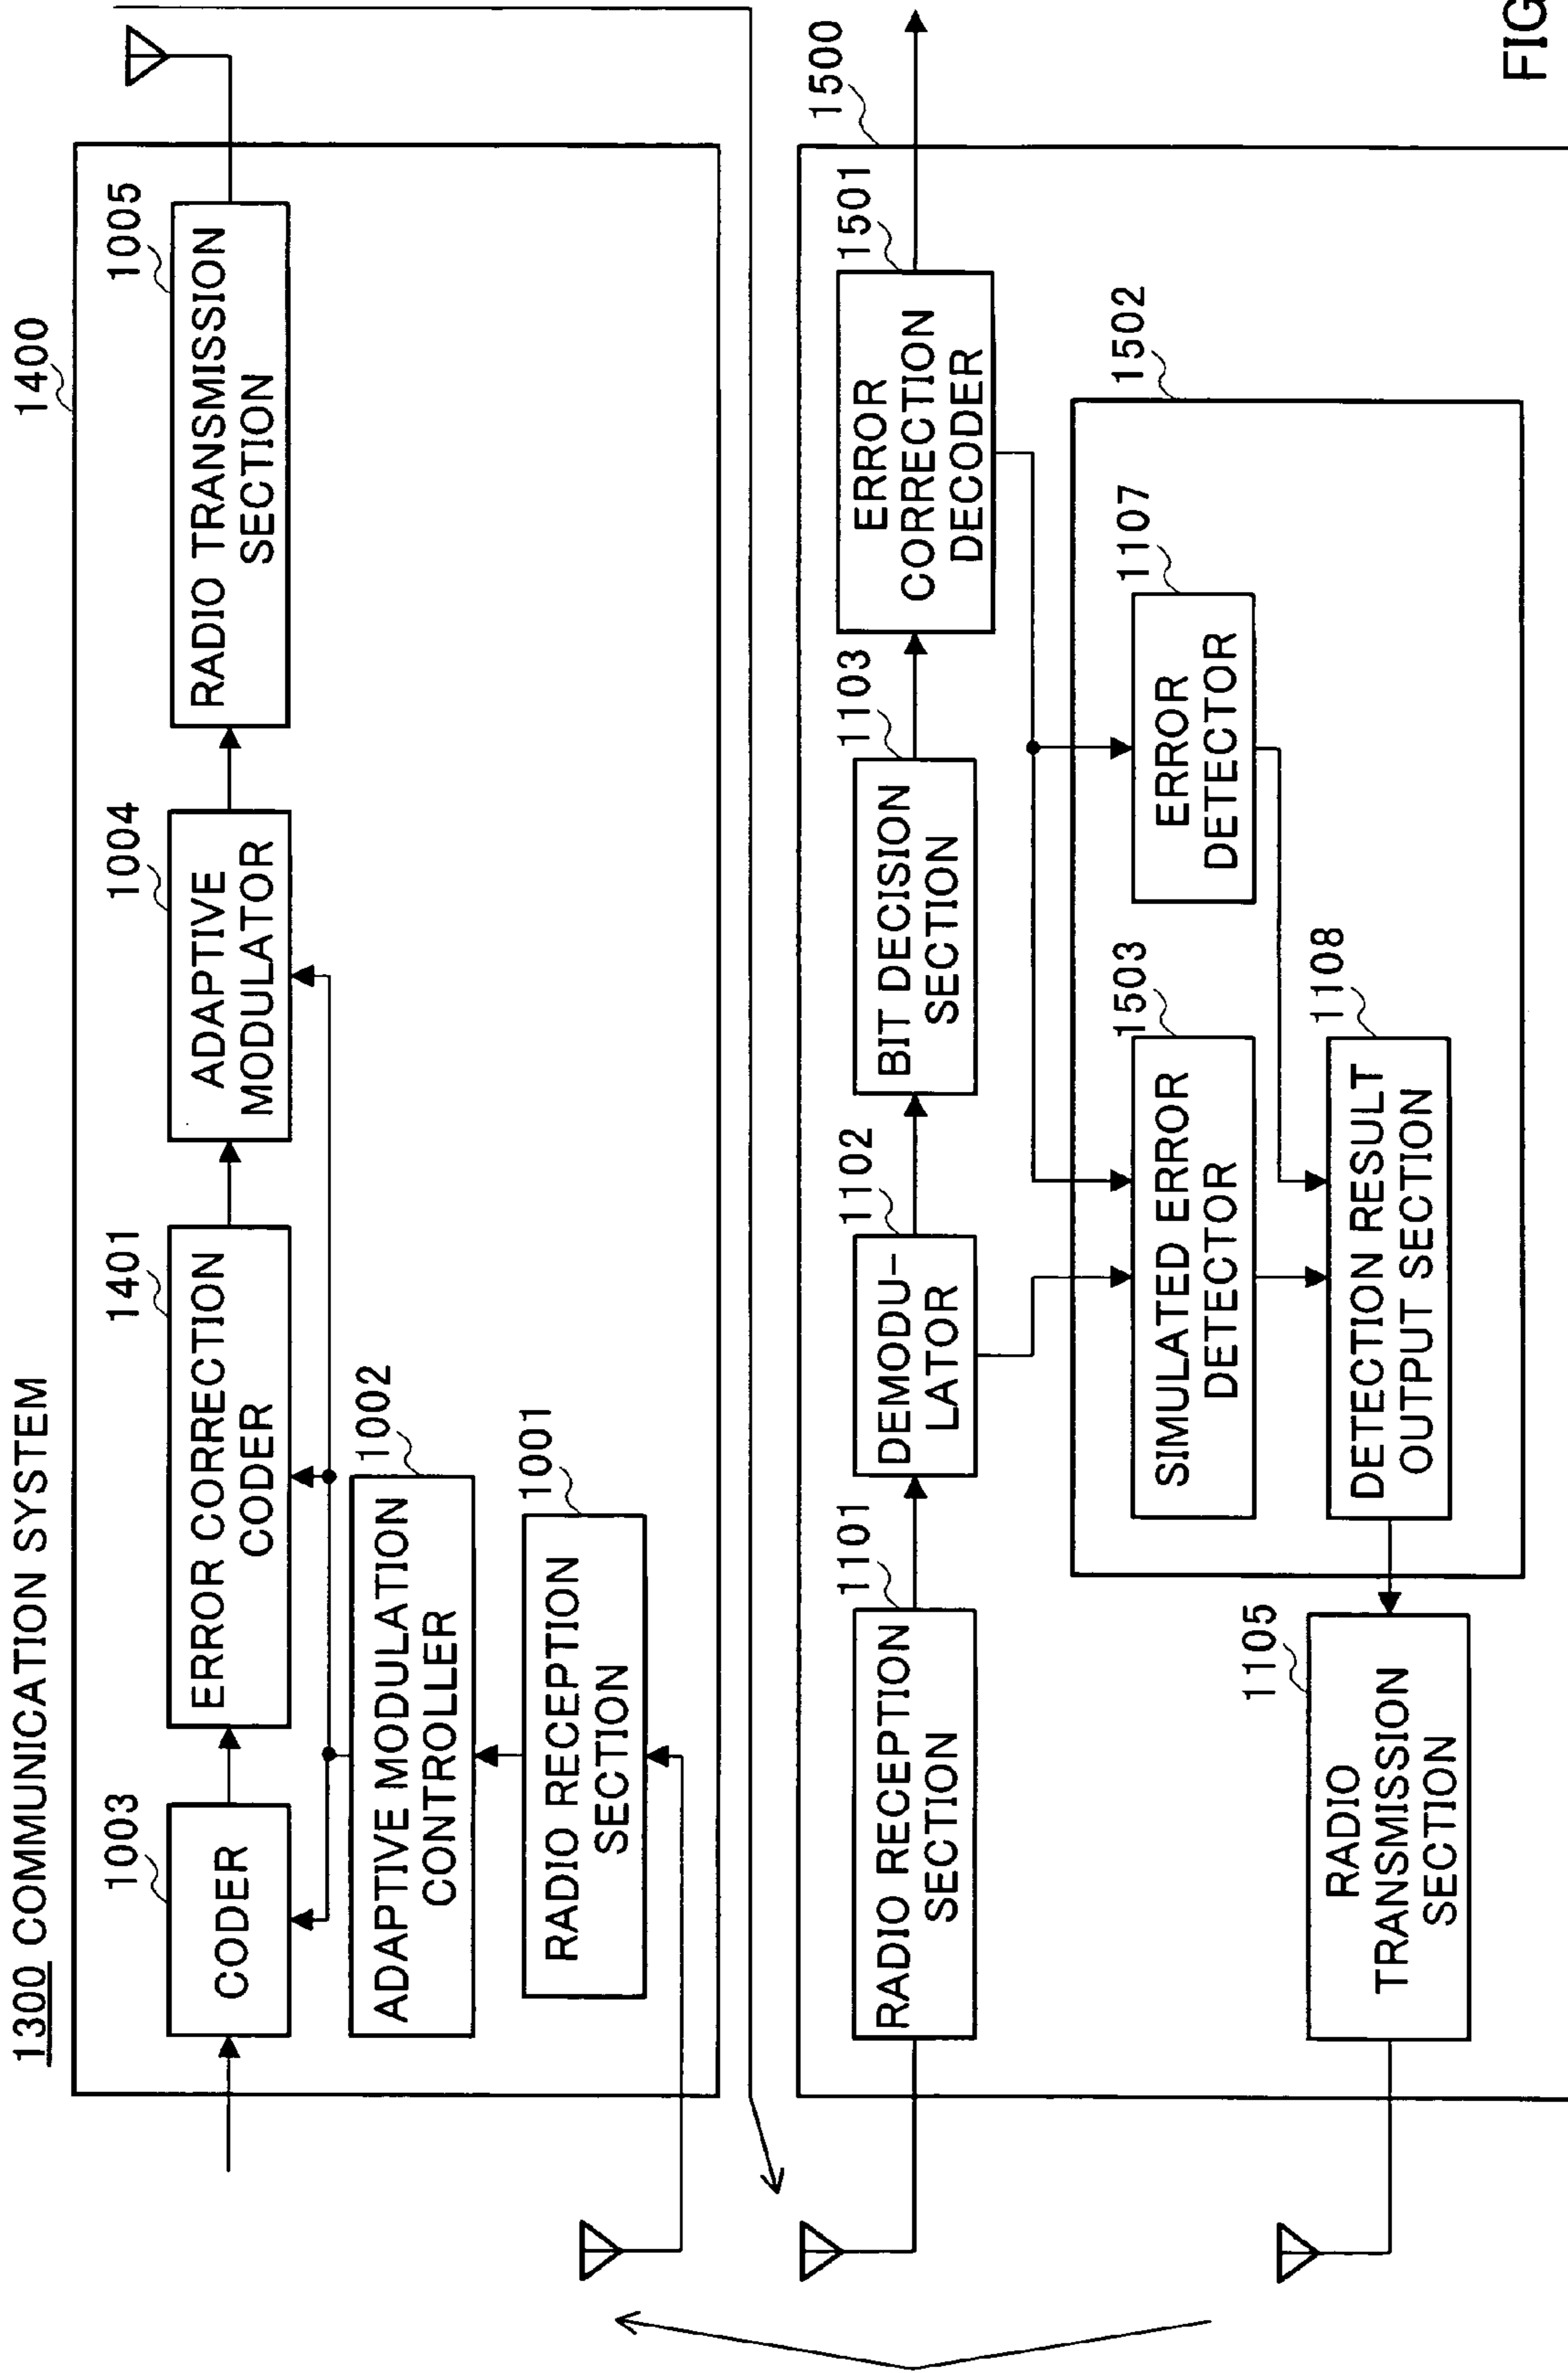 1300 COMMUNICATION SYSTEM
1400
1003
CODER
1401
ERROR CORRECTION
CODER
1004
ADAPTIVE
MODULATOR
1005
RADIO TRANSMISSION
SECTION
1002
ADAPTIVE MODULATION
CONTROLLER
1001
RADIO RECEPTION
SECTION
1500
1101
RADIO RECEPTION
SECTION
1102
DEMODU-
LATOR
1103
BIT DECISION
SECTION
1501
ERROR
CORRECTION
DECODER
1502
1503
SIMULATED ERROR
DETECTOR
1107
ERROR
DETECTOR
1108
DETECTION RESULT
OUTPUT SECTION
1105
RADIO
TRANSMISSION
SECTION
FIG